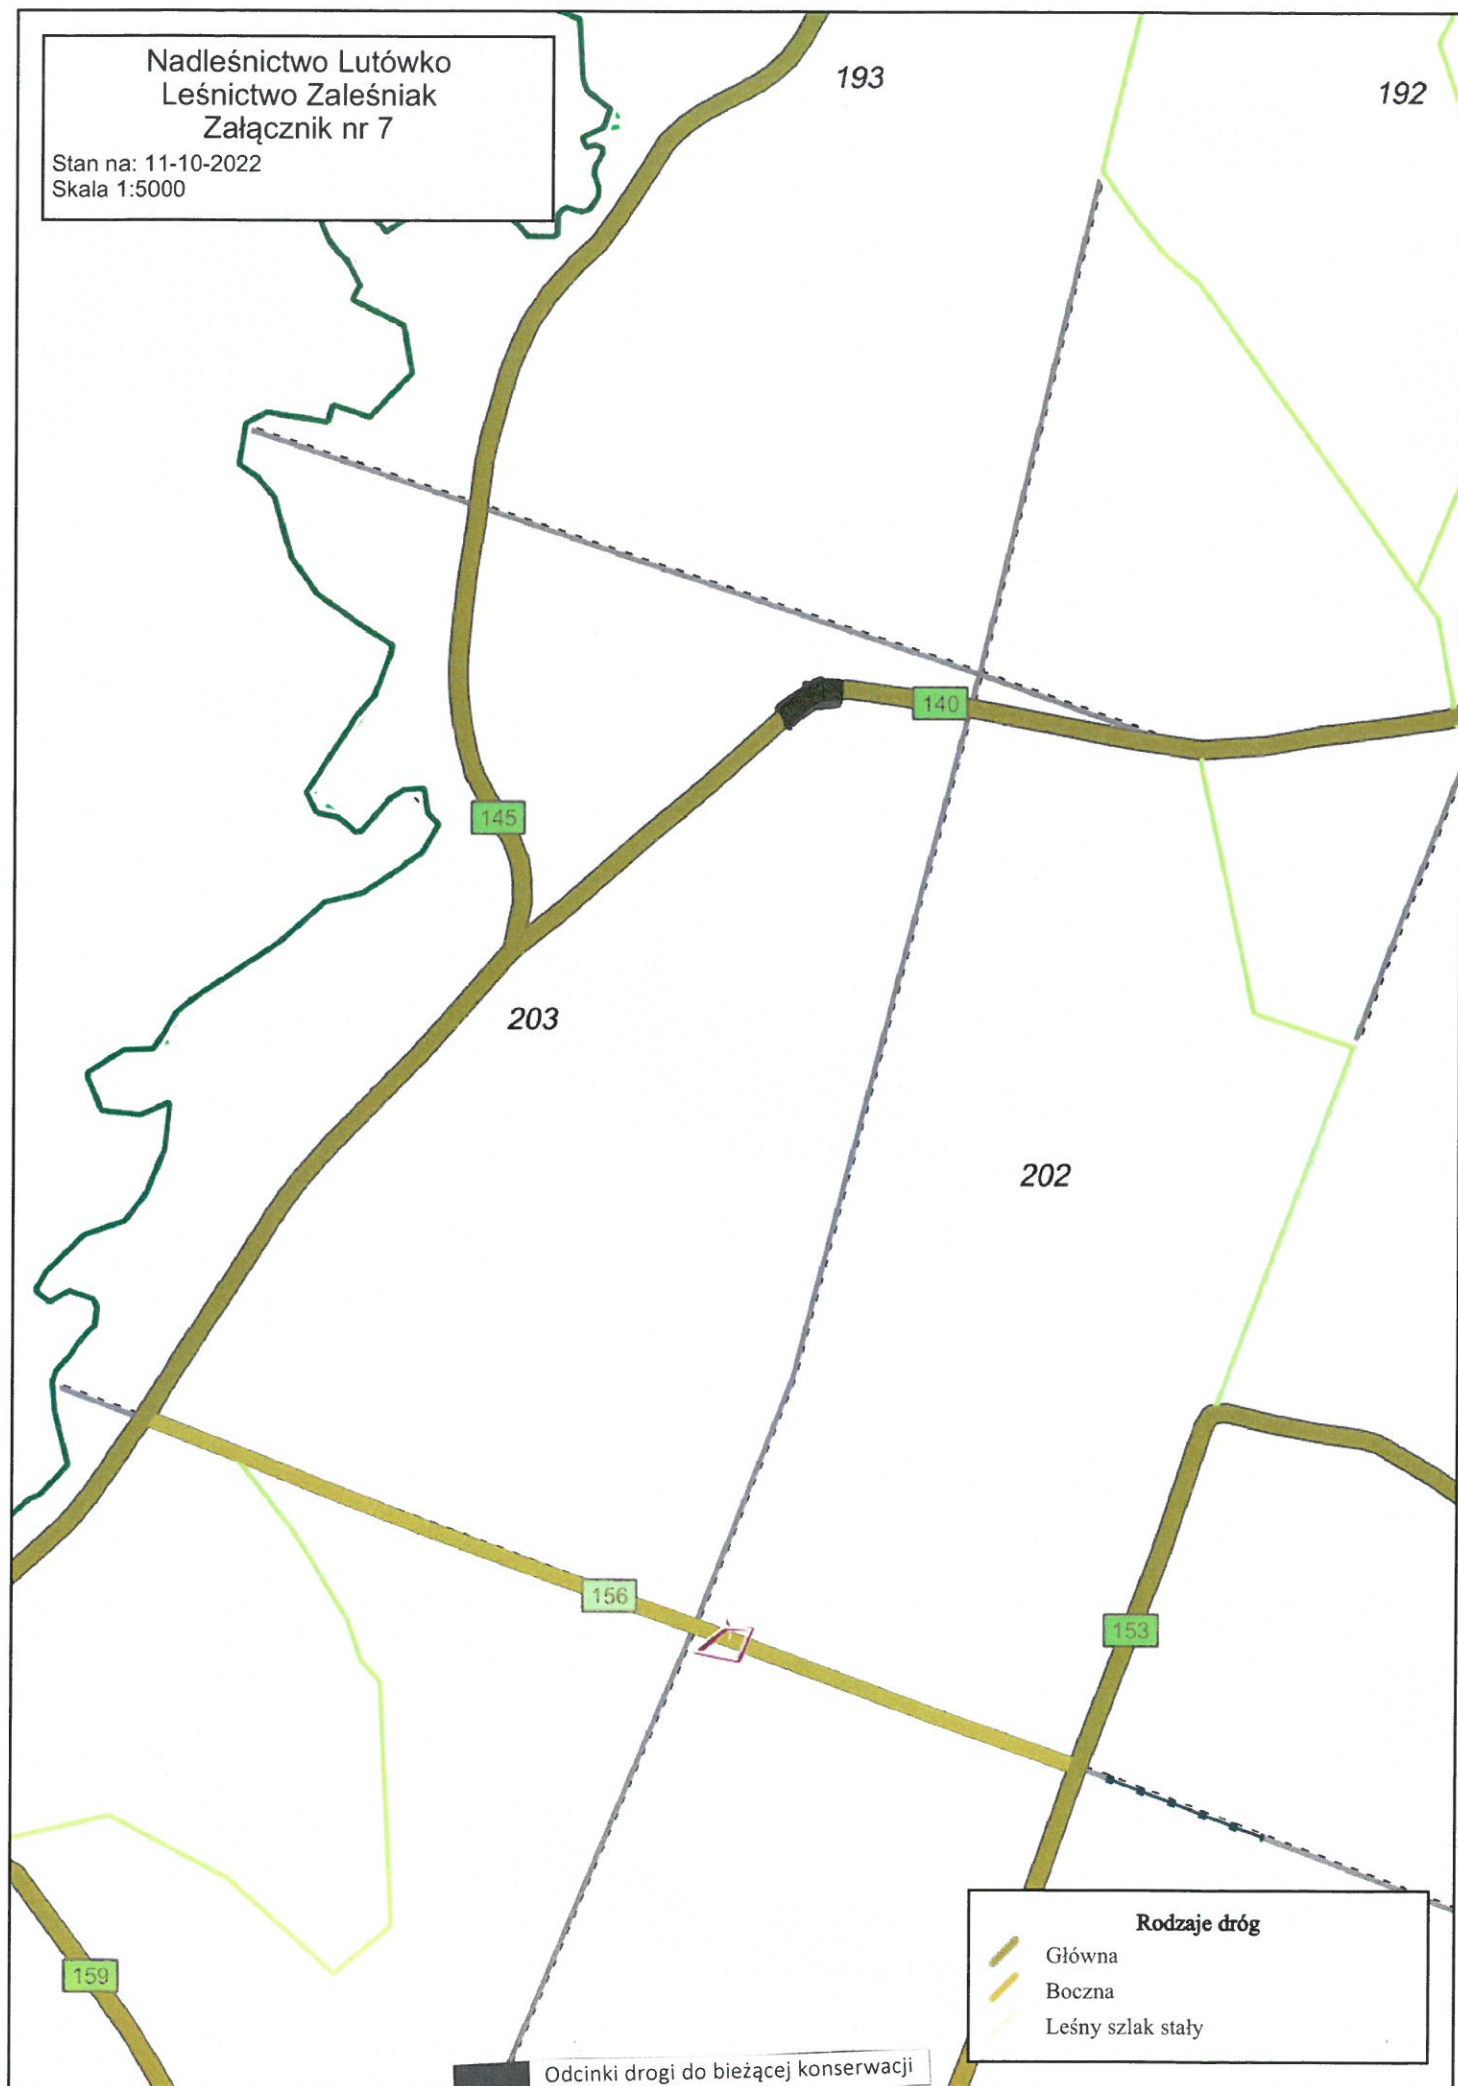 Nadleśnictwo Lutówko
Leśnictwo Zaleśniak
Załącznik nr 7
Stan na: 11-10-2022
Skala 1:5000
193
192
140
145
203
202
156
153
159
Rodzaje dróg
Główna
Boczna
Leśny szlak stały
Odcinki drogi do bieżącej konserwacji